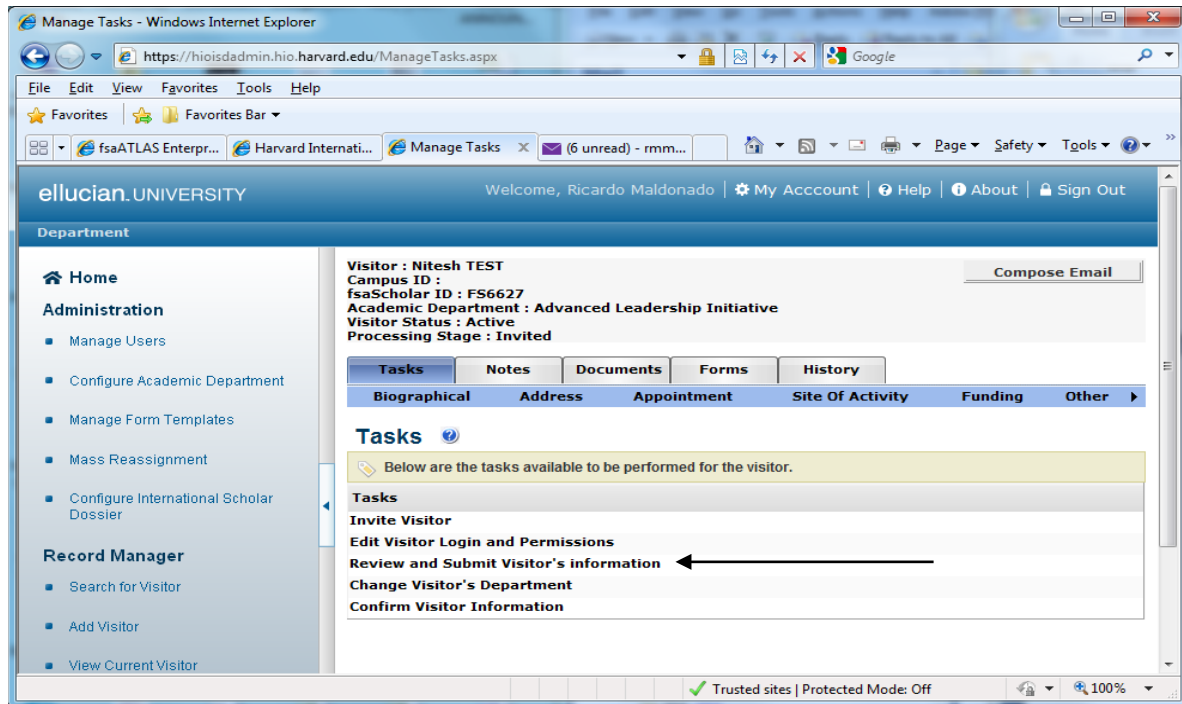 Manage Tasks - Windows Internet Explorer
https://hioisdadmin.hio.harvard.edu/ManageTasks.aspx
Google
File Edit View Favorites Tools Help
Favorites Favorites Bar
fsaATLAS Enterpr... Harvard Internati... Manage Tasks X (6 unread) - rmm... Page Safety Tools
ellucian.UNIVERSITY Welcome, Ricardo Maldonado | My Acccount | Help | About | Sign Out
Department
Home
Administration
Manage Users
Configure Academic Department
Manage Form Templates
Mass Reassignment
Configure International Scholar
Dossier
Record Manager
Search for Visitor
Add Visitor
View Current Visitor
Visitor : Nitesh TEST
Campus ID :
fsaScholar ID : FS6627
Academic Department : Advanced Leadership Initiative
Visitor Status : Active
Processing Stage : Invited
Compose Email
Tasks Notes Documents Forms History
Biographical Address Appointment Site Of Activity Funding Other
Tasks
Below are the tasks available to be performed for the visitor.
Tasks
Invite Visitor
Edit Visitor Login and Permissions
Review and Submit Visitor's information
Change Visitor's Department
Confirm Visitor Information
Trusted sites | Protected Mode: Off 100%